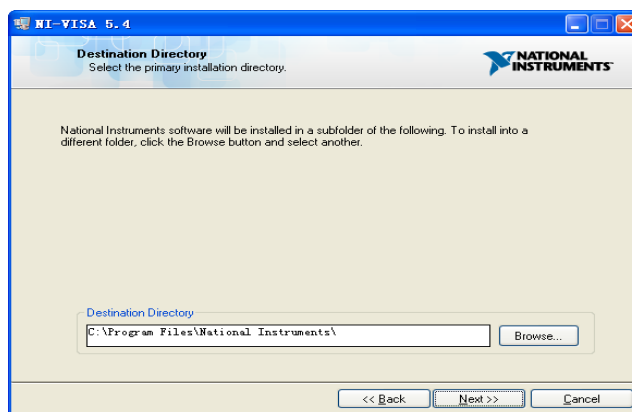 NI-VISA 5.4
Destination Directory
Select the primary installation directory.
NATIONAL
INSTRUMENTS
National Instruments software will be installed in a subfolder of the following. To install into a
different folder, click the Browse button and select another.
Destination Directory
C:\Program Files\National Instruments\
Browse...
<< Back
Next >>
Cancel